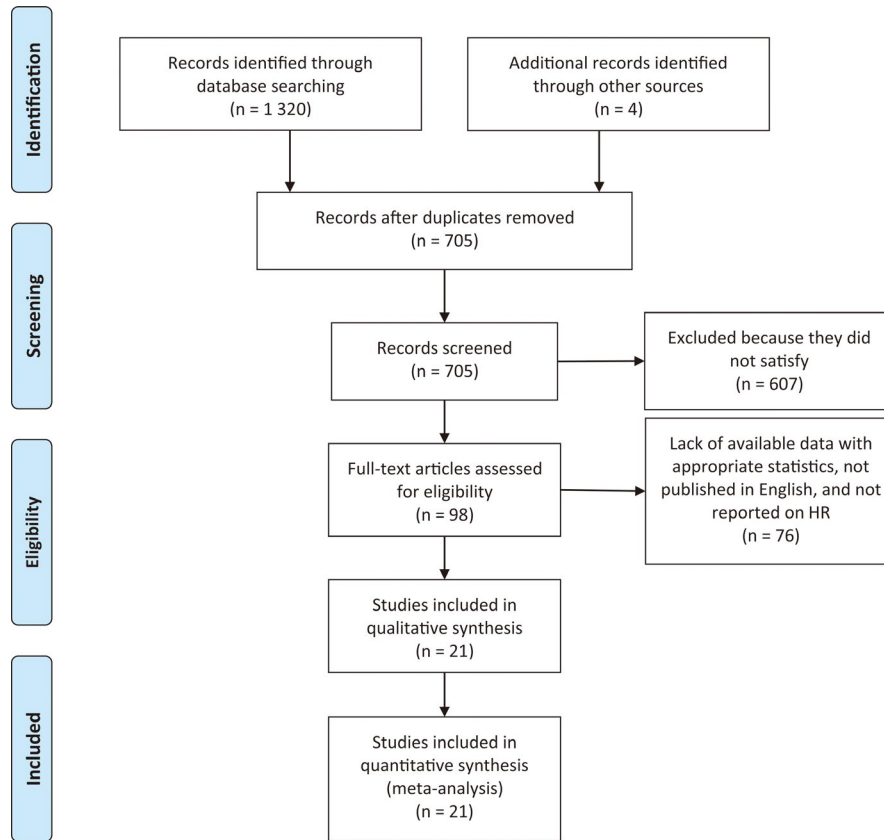 Identification
Records identified through
database searching
(n = 1 320)
Additional records identified
through other sources
(n = 4)
Records after duplicates removed
(n = 705)
Screening
Records screened
(n = 705)
Excluded because they did
not satisfy
(n = 607)
Eligibility
Full-text articles assessed
for eligibility
(n = 98)
Lack of available data with
appropriate statistics, not
published in English, and not
reported on HR
(n = 76)
Studies included in
qualitative synthesis
(n = 21)
Included
Studies included in
quantitative synthesis
(meta-analysis)
(n = 21)